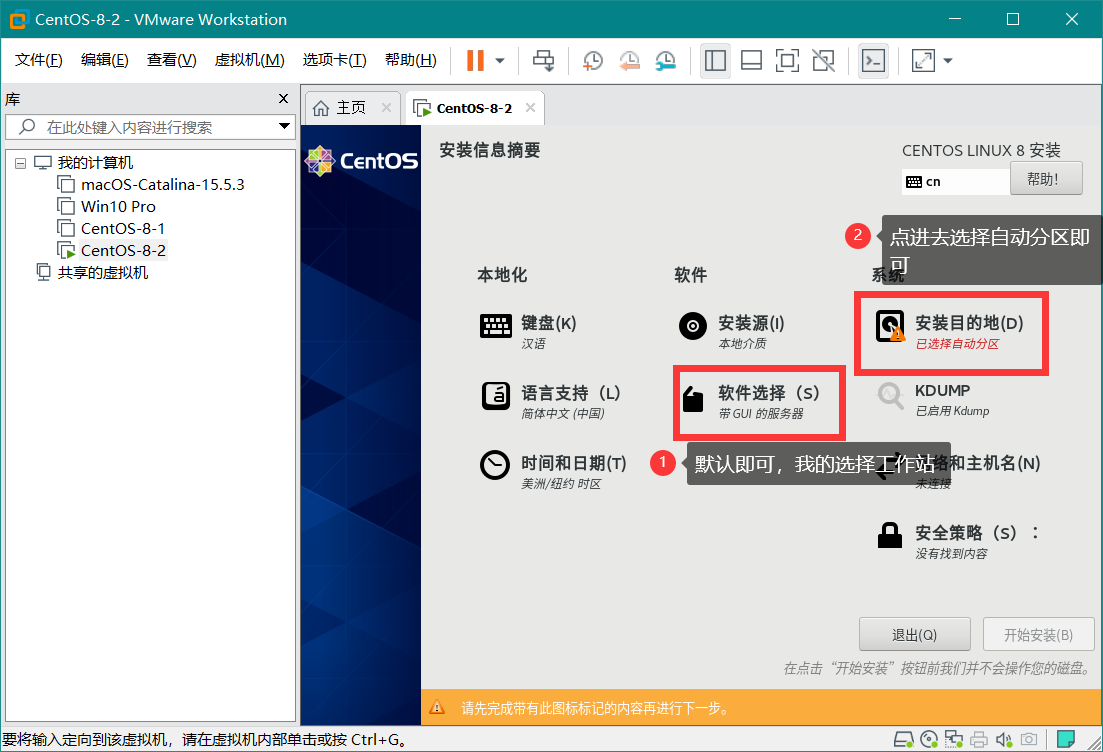 CentOS-8-2 - VMware Workstation
文件(F) 编辑(E) 查看(V) 虚拟机(M) 选项卡(T) 帮助(H)
库
在此处键入内容进行搜索
我的计算机
macOS-Catalina-15.5.3
Win10 Pro
CentOS-8-1
CentOS-8-2
共享的虚拟机
主页
CentOS-8-2
CentOS
安装信息摘要
CENTOS LINUX 8 安装
cn
帮助!
2
点进去选择自动分区即
可
本地化
软件
系统
键盘(K)
汉语
安装源(I)
本地介质
安装目的地(D)
已选择自动分区
语言支持(L)
简体中文 (中国)
软件选择(S)
带 GUI 的服务器
KDUMP
已启用 Kdump
时间和日期(T)
美洲/纽约 时区
1
默认即可，我的选择工作站
络和主机名(N)
未连接
安全策略(S):
没有找到内容
退出(Q)
开始安装(B)
在点击“开始安装”按钮前我们并不会操作您的磁盘。
请先完成带有此图标标记的内容再进行下一步。
要将输入定向到该虚拟机，请在虚拟机内部单击或按 Ctrl+G。